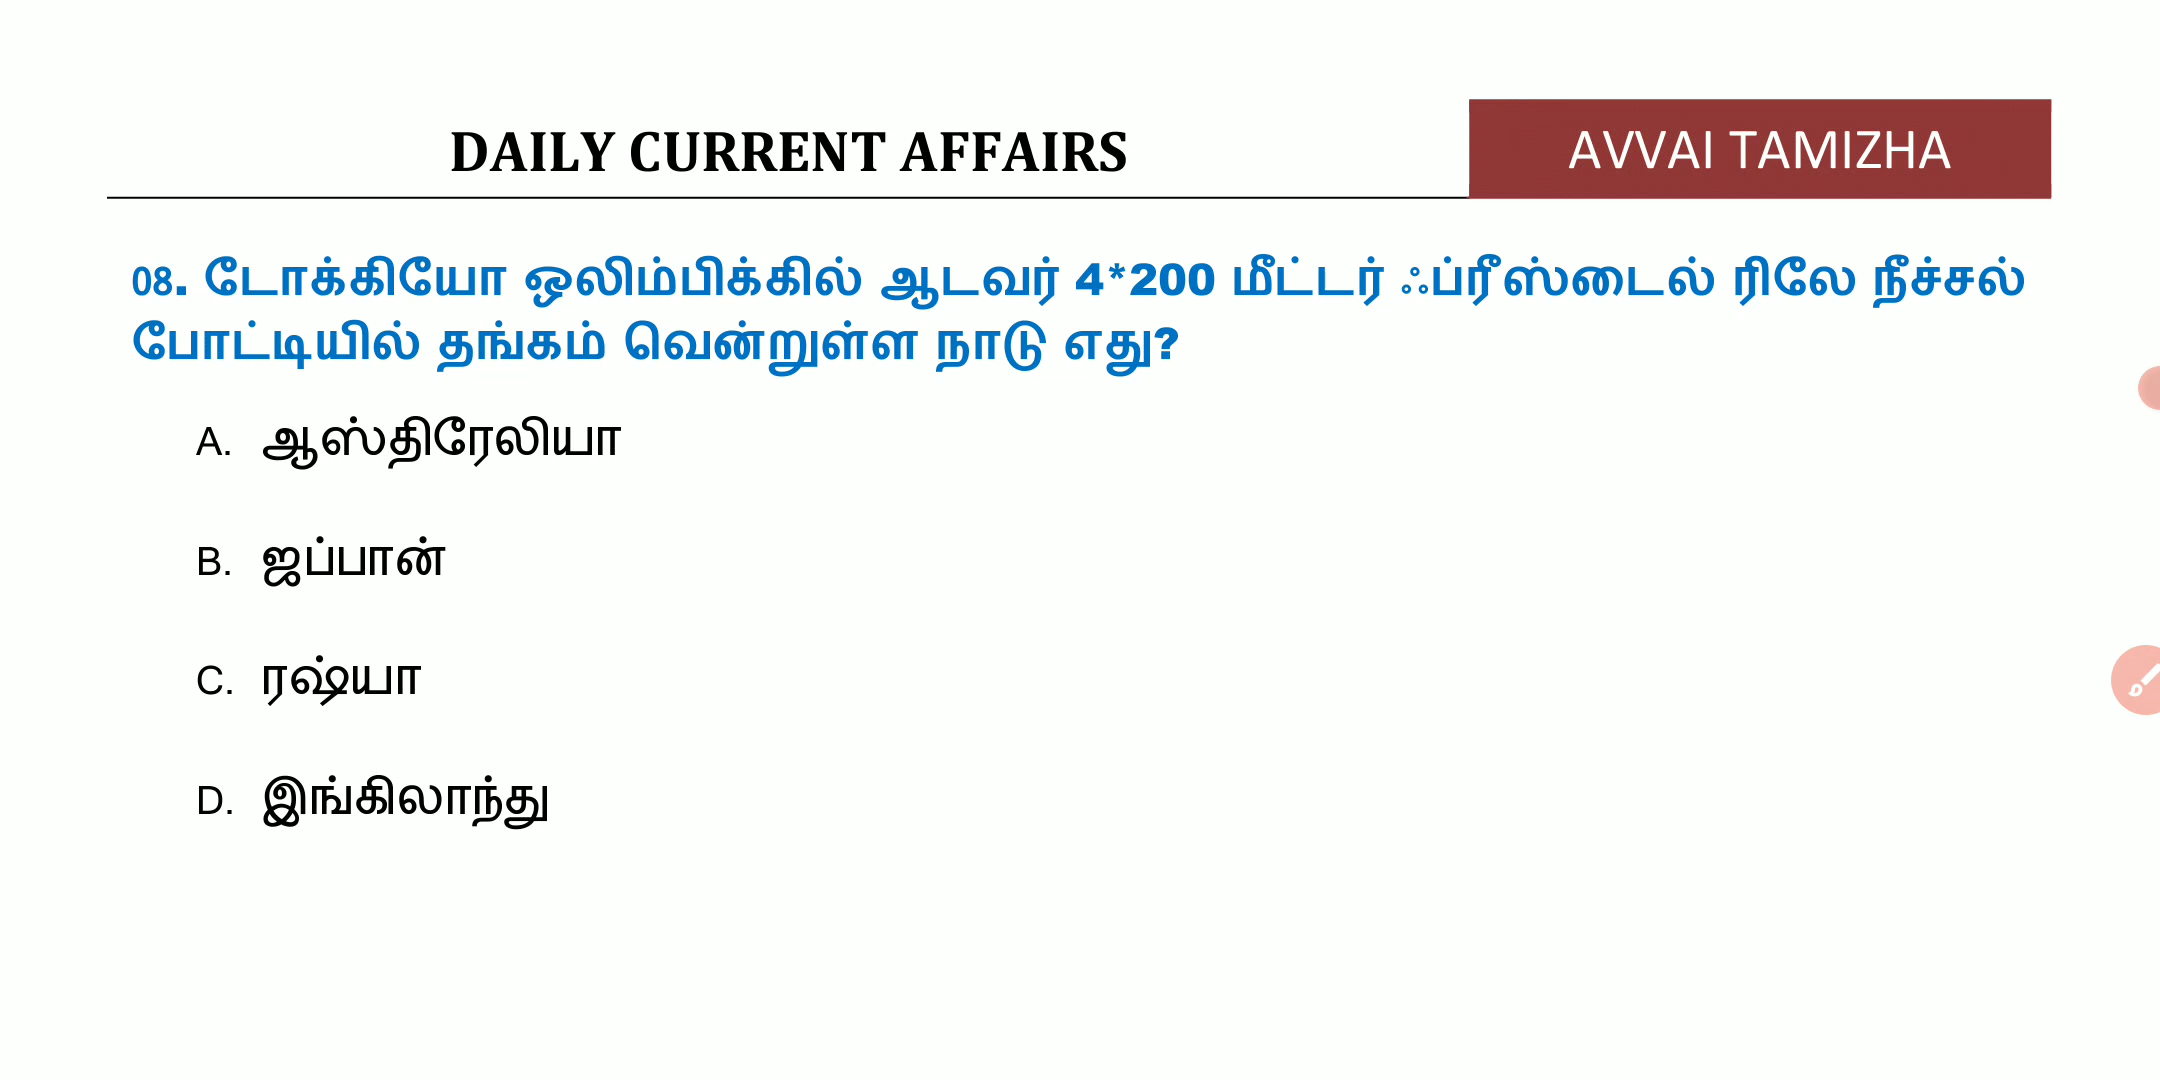 DAILY CURRENT AFFAIRS
AVVAI TAMIZHA
08. டோக்கியோ ஒலிம்பிக்கில் ஆடவர் 4*200 மீட்டர் ஃப்ரீஸ்டைல் ரிலே நீச்சல்
போட்டியில் தங்கம் வென்றுள்ள நாடு எது?
A. ஆஸ்திரேலியா
B. ஜப்பான்
C. ரஷ்யா
D. இங்கிலாந்து